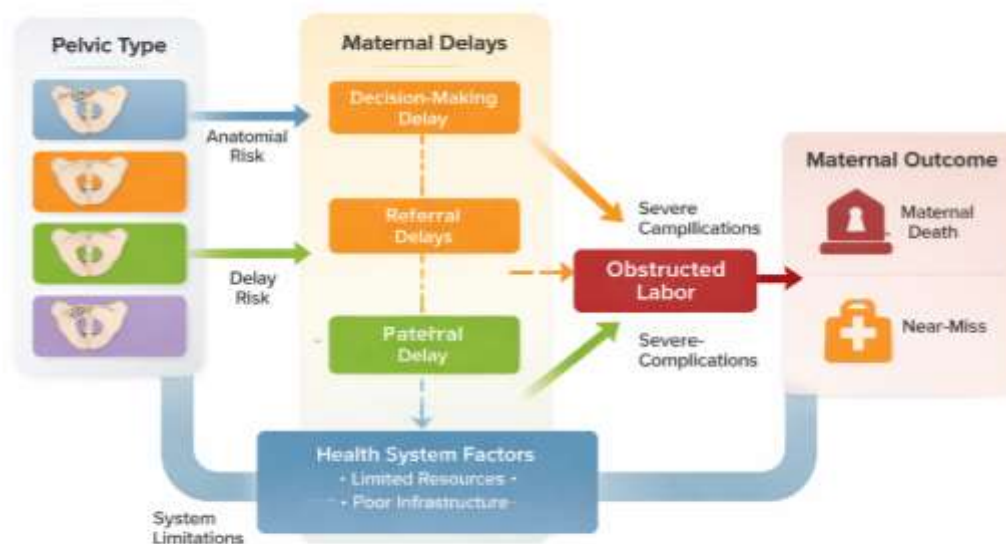 Pelvic Type
Maternal Delays
Decision-Making
Delay
Anatomial
Risk
Referral
Delays
Delay
Risk
Paterral
Delay
Severe
Campllications
Obstructed
Labor
Severe-
Complications
Maternal Outcome
Maternal
Death
Near-Miss
Health System Factors
• Limited Resources •
• Poor Infrastructure
System
Limitations